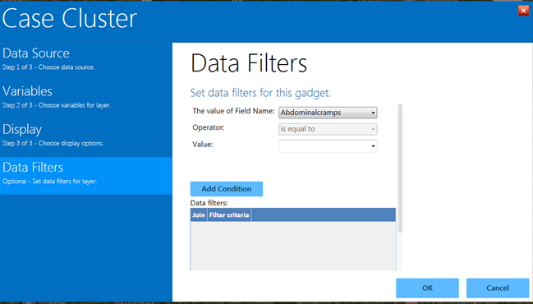 Case Cluster
Data Source
Step 1 of 3 - Choose data source.
Variables
Step 2 of 3 - Choose variables for layer.
Display
Step 3 of 3 - Choose display options.
Data Filters
Optional - Set data filters for layer.
Data Filters
Set data filters for this gadget.
The value of Field Name: Abdominalcramps
Operator: is equal to
Value:
Add Condition
Data filters:
Join Filter criteria
OK Cancel